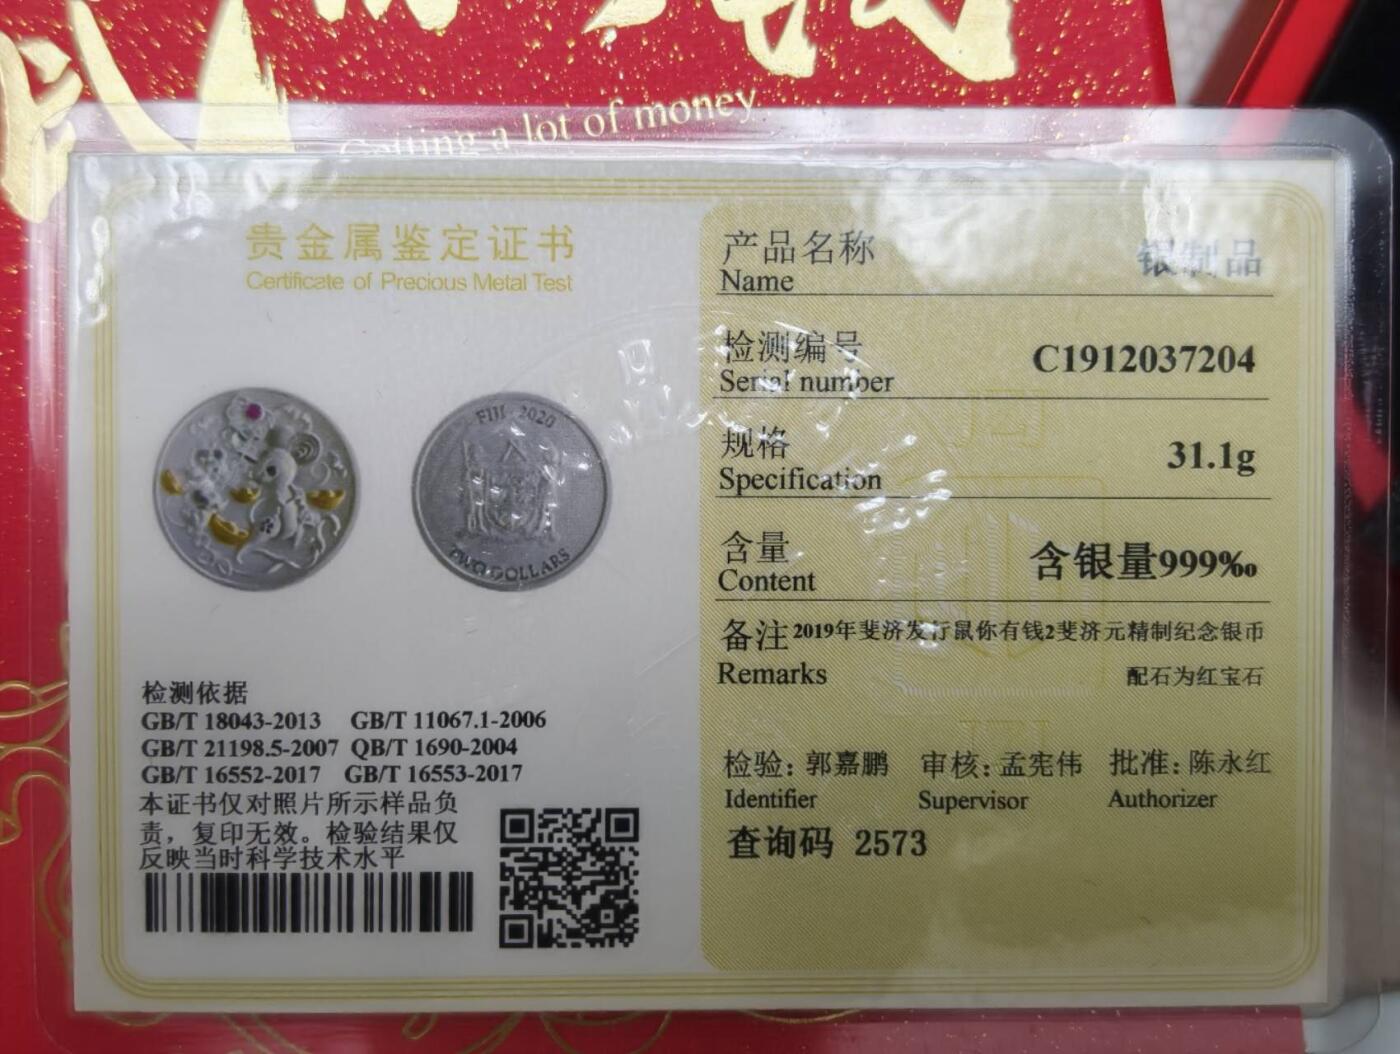 Getting a lot of money
贵金属鉴定证书
Certificate of Precious Metal Test
FIJI 2020
TWO DOLLARS
检测依据
GB/T 18043-2013 GB/T 11067.1-2006
GB/T 21198.5-2007 QB/T 1690-2004
GB/T 16552-2017 GB/T 16553-2017
本证书仅对照片所示样品负
责，复印无效。检验结果仅
反映当时科学技术水平
产品名称 银制品
Name
检测编号 C1912037204
Serial number
规格 31.1g
Specification
含量 含银量999‰
Content
备注 2019年斐济发行鼠你有钱2斐济元精制纪念银币
Remarks 配石为红宝石
检验: 郭嘉鹏 审核: 孟宪伟 批准: 陈永红
Identifier Supervisor Authorizer
查询码 2573